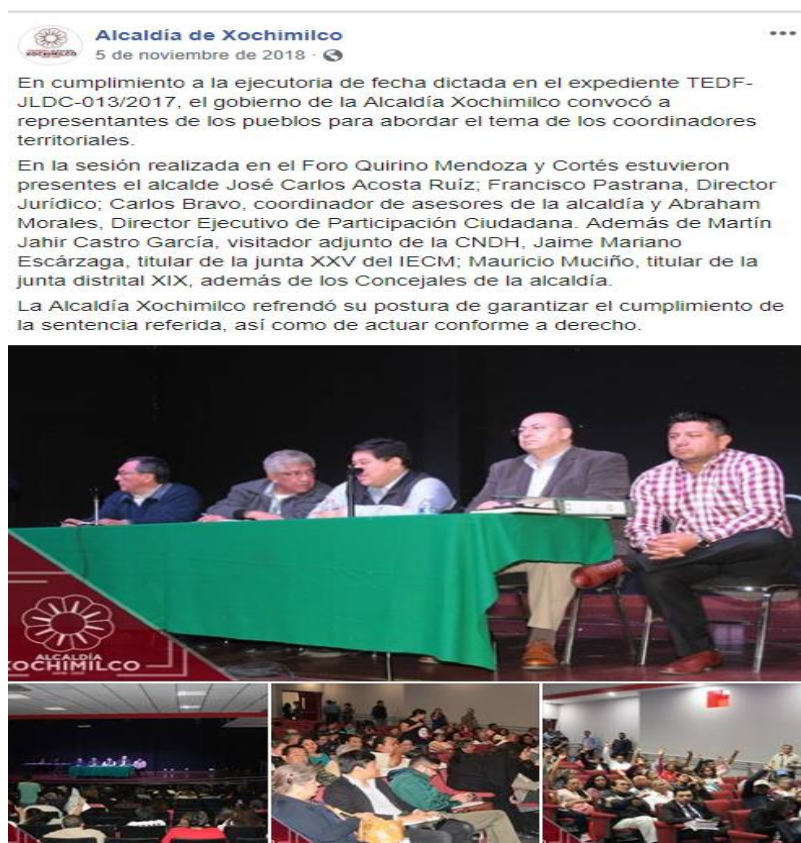 Alcaldía de Xochimilco
5 de noviembre de 2018 ·
En cumplimiento a la ejecutoria de fecha dictada en el expediente TEDF-
JLDC-013/2017, el gobierno de la Alcaldía Xochimilco convocó a
representantes de los pueblos para abordar el tema de los coordinadores
territoriales.
En la sesión realizada en el Foro Quirino Mendoza y Cortés estuvieron
presentes el alcalde José Carlos Acosta Ruíz; Francisco Pastrana, Director
Jurídico; Carlos Bravo, coordinador de asesores de la alcaldía y Abraham
Morales, Director Ejecutivo de Participación Ciudadana. Además de Martín
Jahir Castro García, visitador adjunto de la CNDH, Jaime Mariano
Escárzaga, titular de la junta XXV del IECM; Mauricio Muciño, titular de la
junta distrital XIX, además de los Concejales de la alcaldía.
La Alcaldía Xochimilco refrendó su postura de garantizar el cumplimiento de
la sentencia referida, así como de actuar conforme a derecho.
ALCALDÍA
XOCHIMILCO